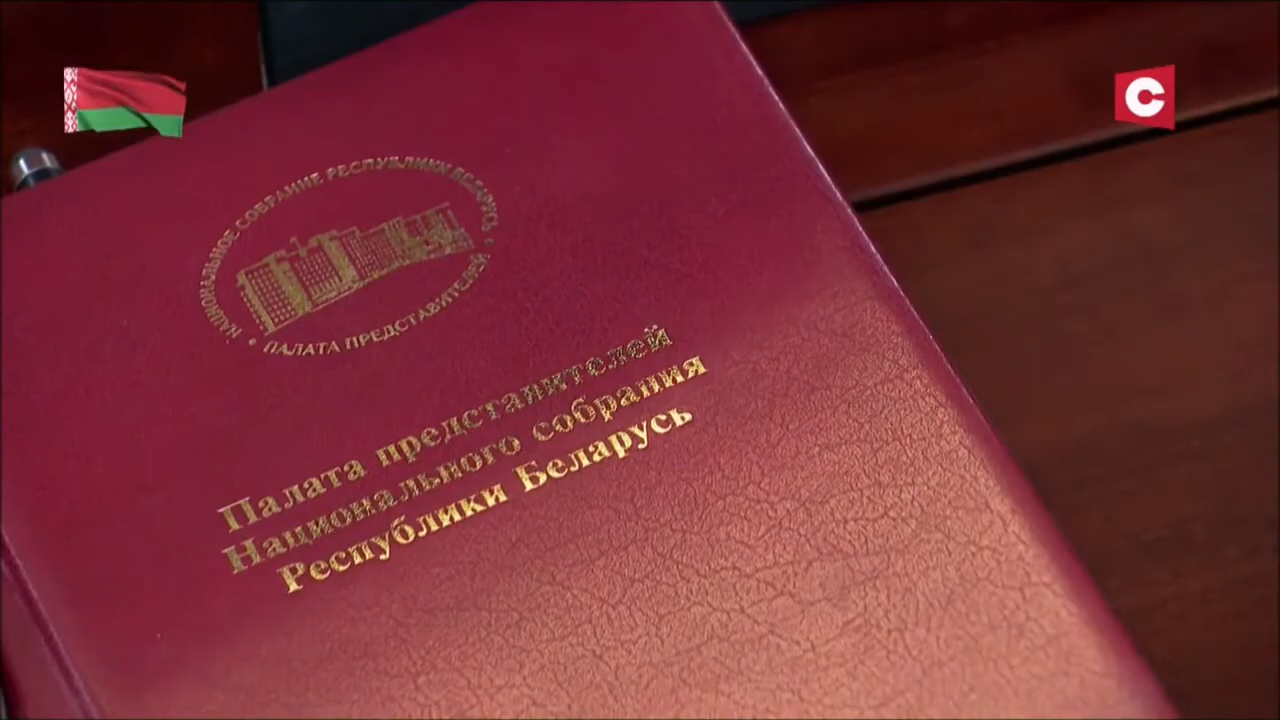 НАЦИОНАЛЬНОЕ СОБРАНИЕ РЕСПУБЛИКИ БЕЛАРУСЬ
ПАЛАТА ПРЕДСТАВИТЕЛЕЙ
Палата представителей
Национального собрания
Республики Беларусь
C